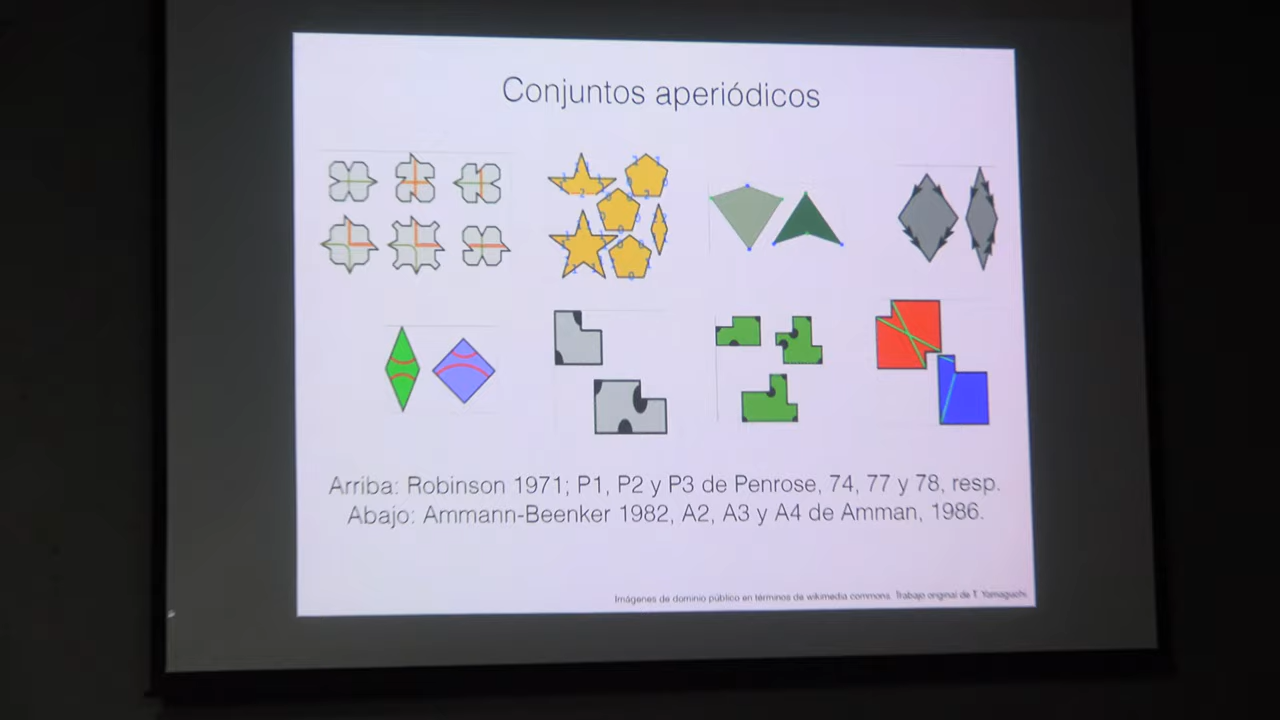 Conjuntos aperiódicos
Arriba: Robinson 1971; P1, P2 y P3 de Penrose, 74, 77 y 78, resp.
Abajo: Ammann-Beenker 1982, A2, A3 y A4 de Amman, 1986.
Imágenes de dominio público en términos de wikimedia commons. Trabajo original de T. Yamaguchi.